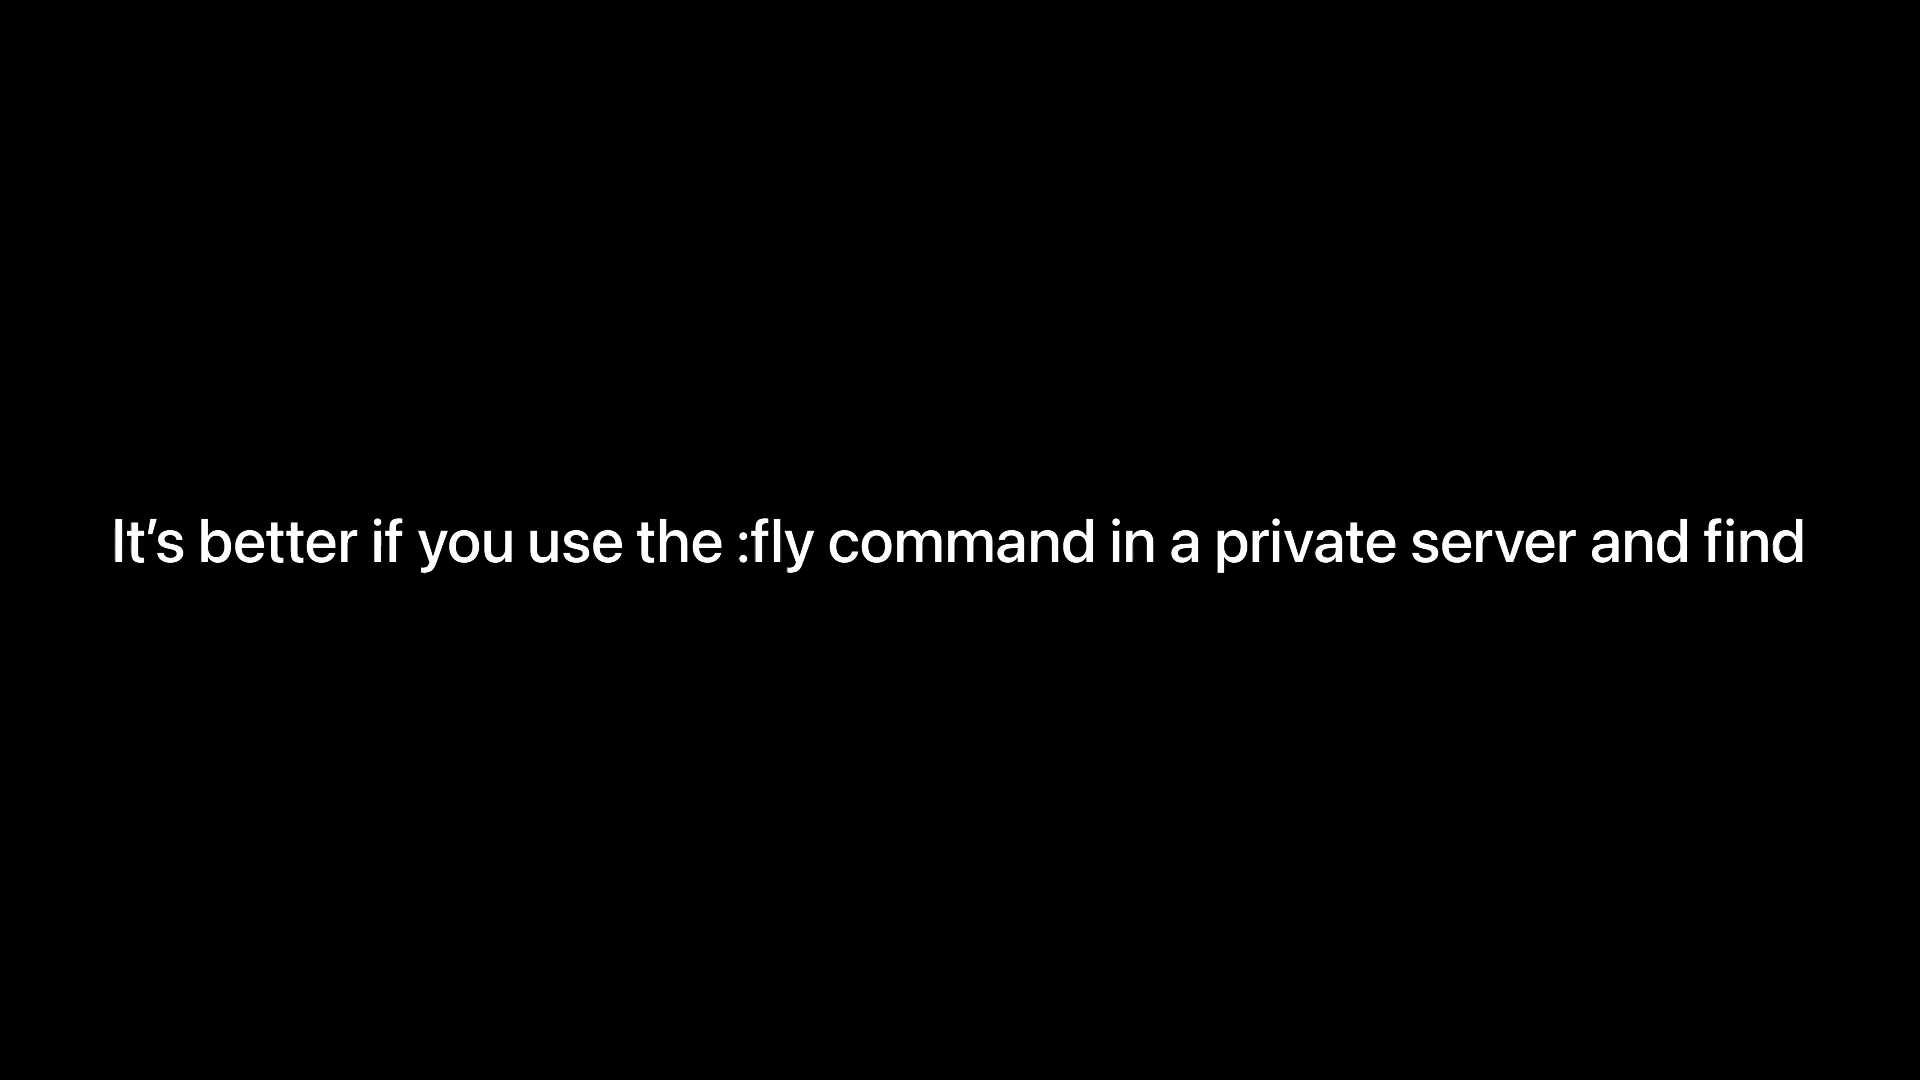 It’s better if you use the :fly command in a private server and find